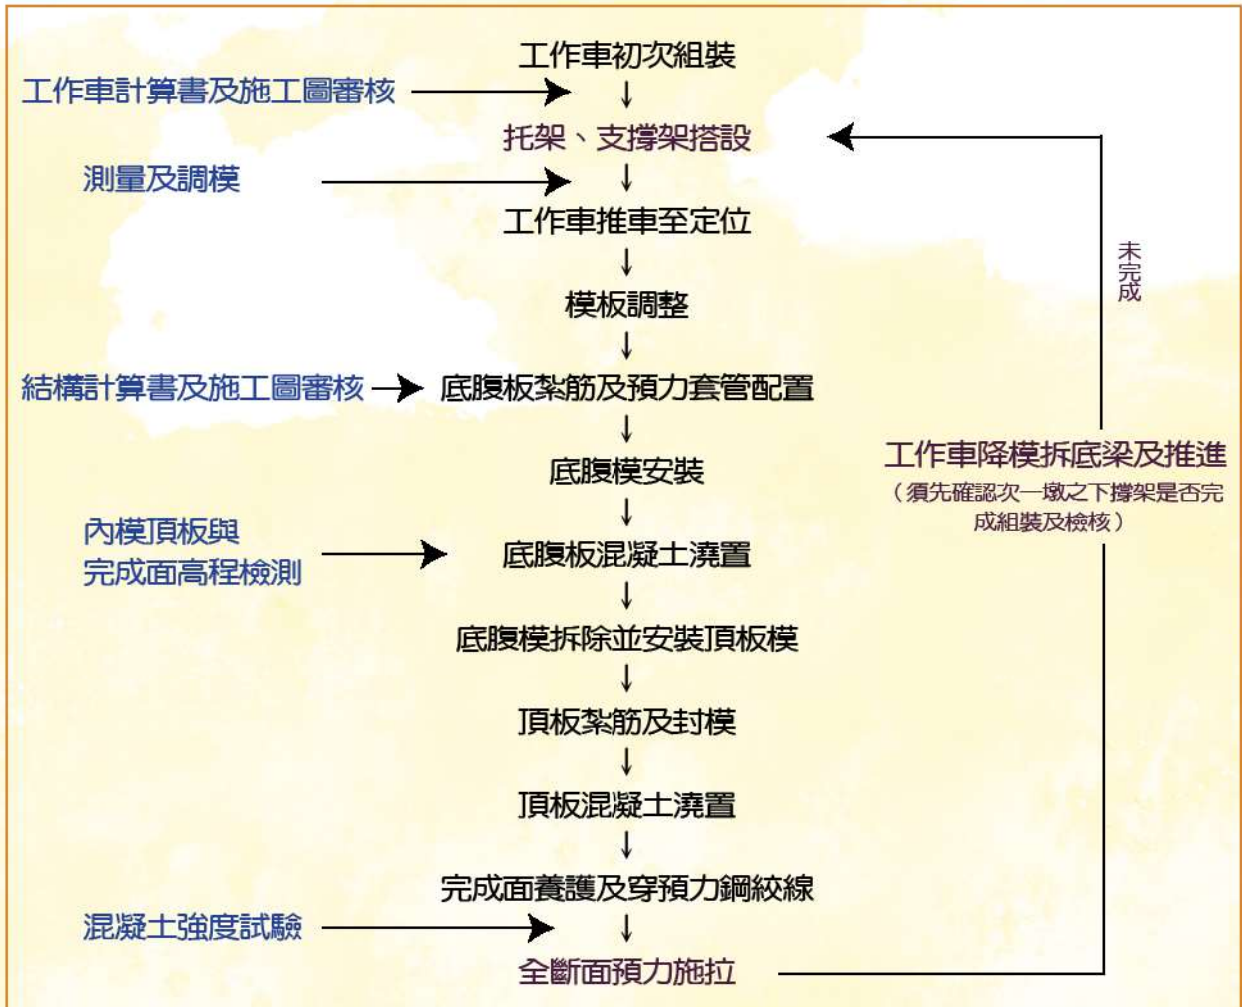 工作車初次組裝
工作車計算書及施工圖審核
↓
托架、支撐架搭設
測量及調模
↓
工作車推車至定位
↓
未完成
模板調整
↓
結構計算書及施工圖審核
底腹板紮筋及預力套管配置
↓
工作車降模拆底梁及推進
（須先確認次一墩之下撐架是否完
成組裝及檢核）
底腹模安裝
↓
內模頂板與
完成面高程檢測
底腹板混凝土澆置
↓
底腹模拆除並安裝頂板模
↓
頂板紮筋及封模
↓
頂板混凝土澆置
↓
完成面養護及穿預力鋼絞線
混凝土強度試驗
↓
全斷面預力施拉